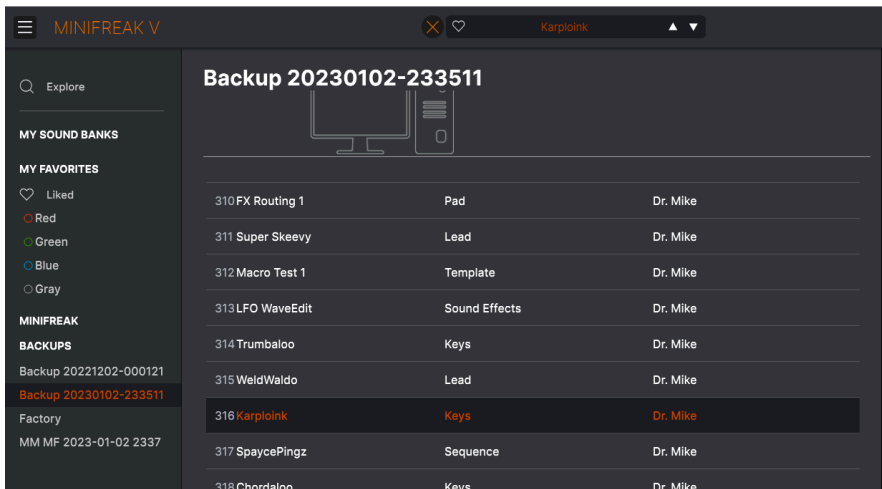 MINIFREAK V
Karploink
Explore
MY SOUND BANKS
MY FAVORITES
Liked
Red
Green
Blue
Gray
MINIFREAK
BACKUPS
Backup 20221202-000121
Backup 20230102-233511
Factory
MM MF 2023-01-02 2337
Backup 20230102-233511
310 FX Routing 1 Pad Dr. Mike
311 Super Skeevy Lead Dr. Mike
312 Macro Test 1 Template Dr. Mike
313 LFO WaveEdit Sound Effects Dr. Mike
314 Trumbaloo Keys Dr. Mike
315 WeldWaldo Lead Dr. Mike
316 Karploink Keys Dr. Mike
317 SpaycePingz Sequence Dr. Mike
318 Chordaloo Keys Dr. Mike